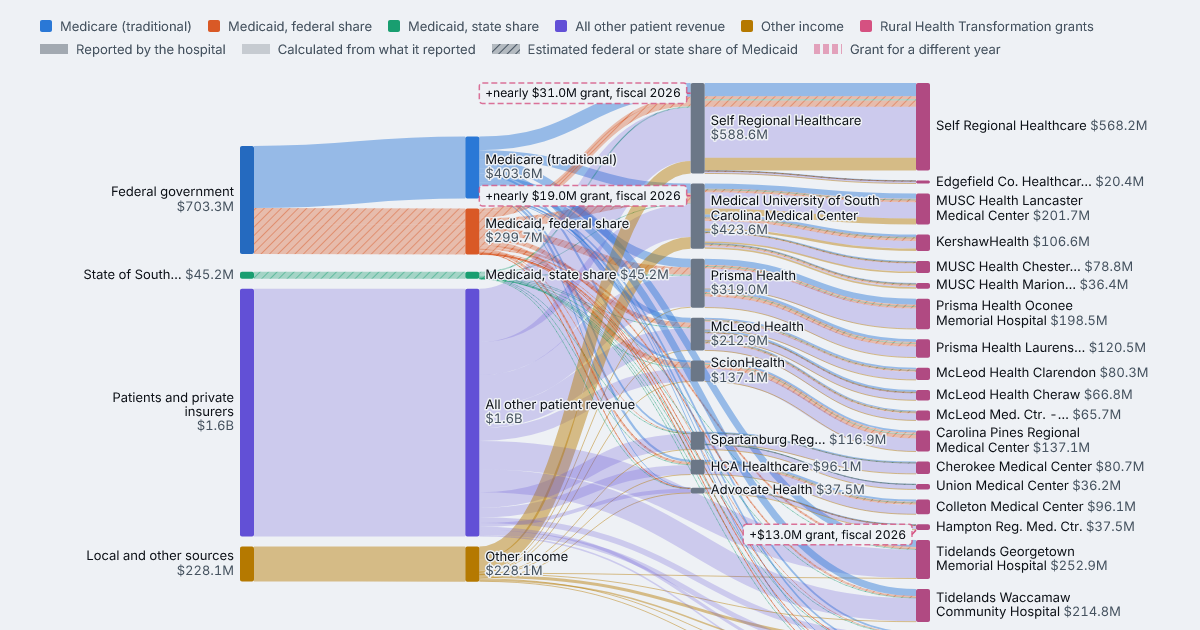 Medicare (traditional)
Medicaid, federal share
Medicaid, state share
All other patient revenue
Other income
Rural Health Transformation grants
Reported by the hospital
Calculated from what it reported
Estimated federal or state share of Medicaid
Grant for a different year
Federal government
$703.3M
State of South... $45.2M
Patients and private
insurers
$1.6B
Local and other sources
$228.1M
Medicare (traditional)
$403.6M
Medicaid, federal share
$299.7M
Medicaid, state share $45.2M
All other patient revenue
$1.6B
Other income
$228.1M
+nearly $31.0M grant, fiscal 2026
+nearly $19.0M grant, fiscal 2026
+$13.0M grant, fiscal 2026
Self Regional Healthcare
$588.6M
Medical University of South
Carolina Medical Center
$423.6M
Prisma Health
$319.0M
McLeod Health
$212.9M
ScionHealth
$137.1M
Spartanburg Reg... $116.9M
HCA Healthcare $96.1M
Advocate Health $37.5M
Self Regional Healthcare $568.2M
Edgefield Co. Healthcar... $20.4M
MUSC Health Lancaster
Medical Center $201.7M
KershawHealth $106.6M
MUSC Health Chester... $78.8M
MUSC Health Marion... $36.4M
Prisma Health Oconee
Memorial Hospital $198.5M
Prisma Health Laurens... $120.5M
McLeod Health Clarendon $80.3M
McLeod Health Cheraw $66.8M
McLeod Med. Ctr. -... $65.7M
Carolina Pines Regional
Medical Center $137.1M
Cherokee Medical Center $80.7M
Union Medical Center $36.2M
Colleton Medical Center $96.1M
Hampton Reg. Med. Ctr. $37.5M
Tidelands Georgetown
Memorial Hospital $252.9M
Tidelands Waccamaw
Community Hospital $214.8M